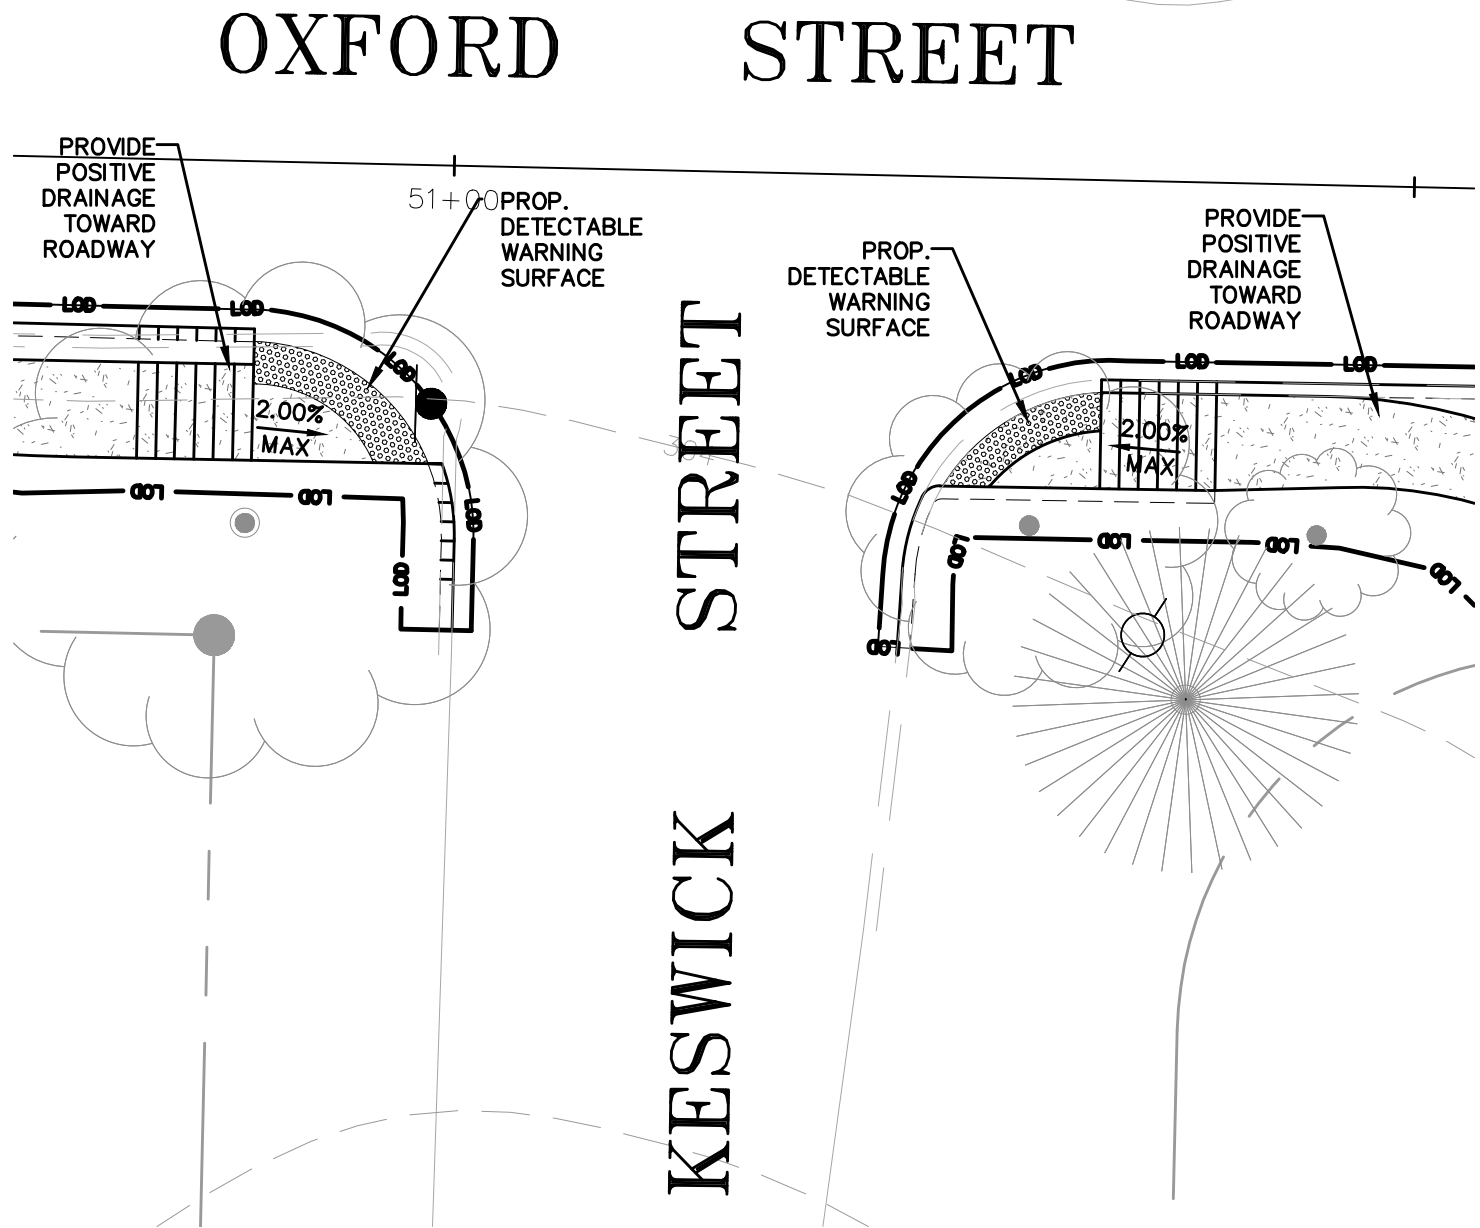 OXFORD STREET
PROVIDE
POSITIVE
DRAINAGE
TOWARD
ROADWAY
51+00
PROP.
DETECTABLE
WARNING
SURFACE
PROP.
DETECTABLE
WARNING
SURFACE
PROVIDE
POSITIVE
DRAINAGE
TOWARD
ROADWAY
LOD
LOD
LOD
LOD
LOD
LOD
LOD
LOD
2.00%
MAX
2.00%
MAX
LOD
LOD
LOD
LOD
LOD
LOD
LOD
LOD
LOD
LOD
KESWICK STREET